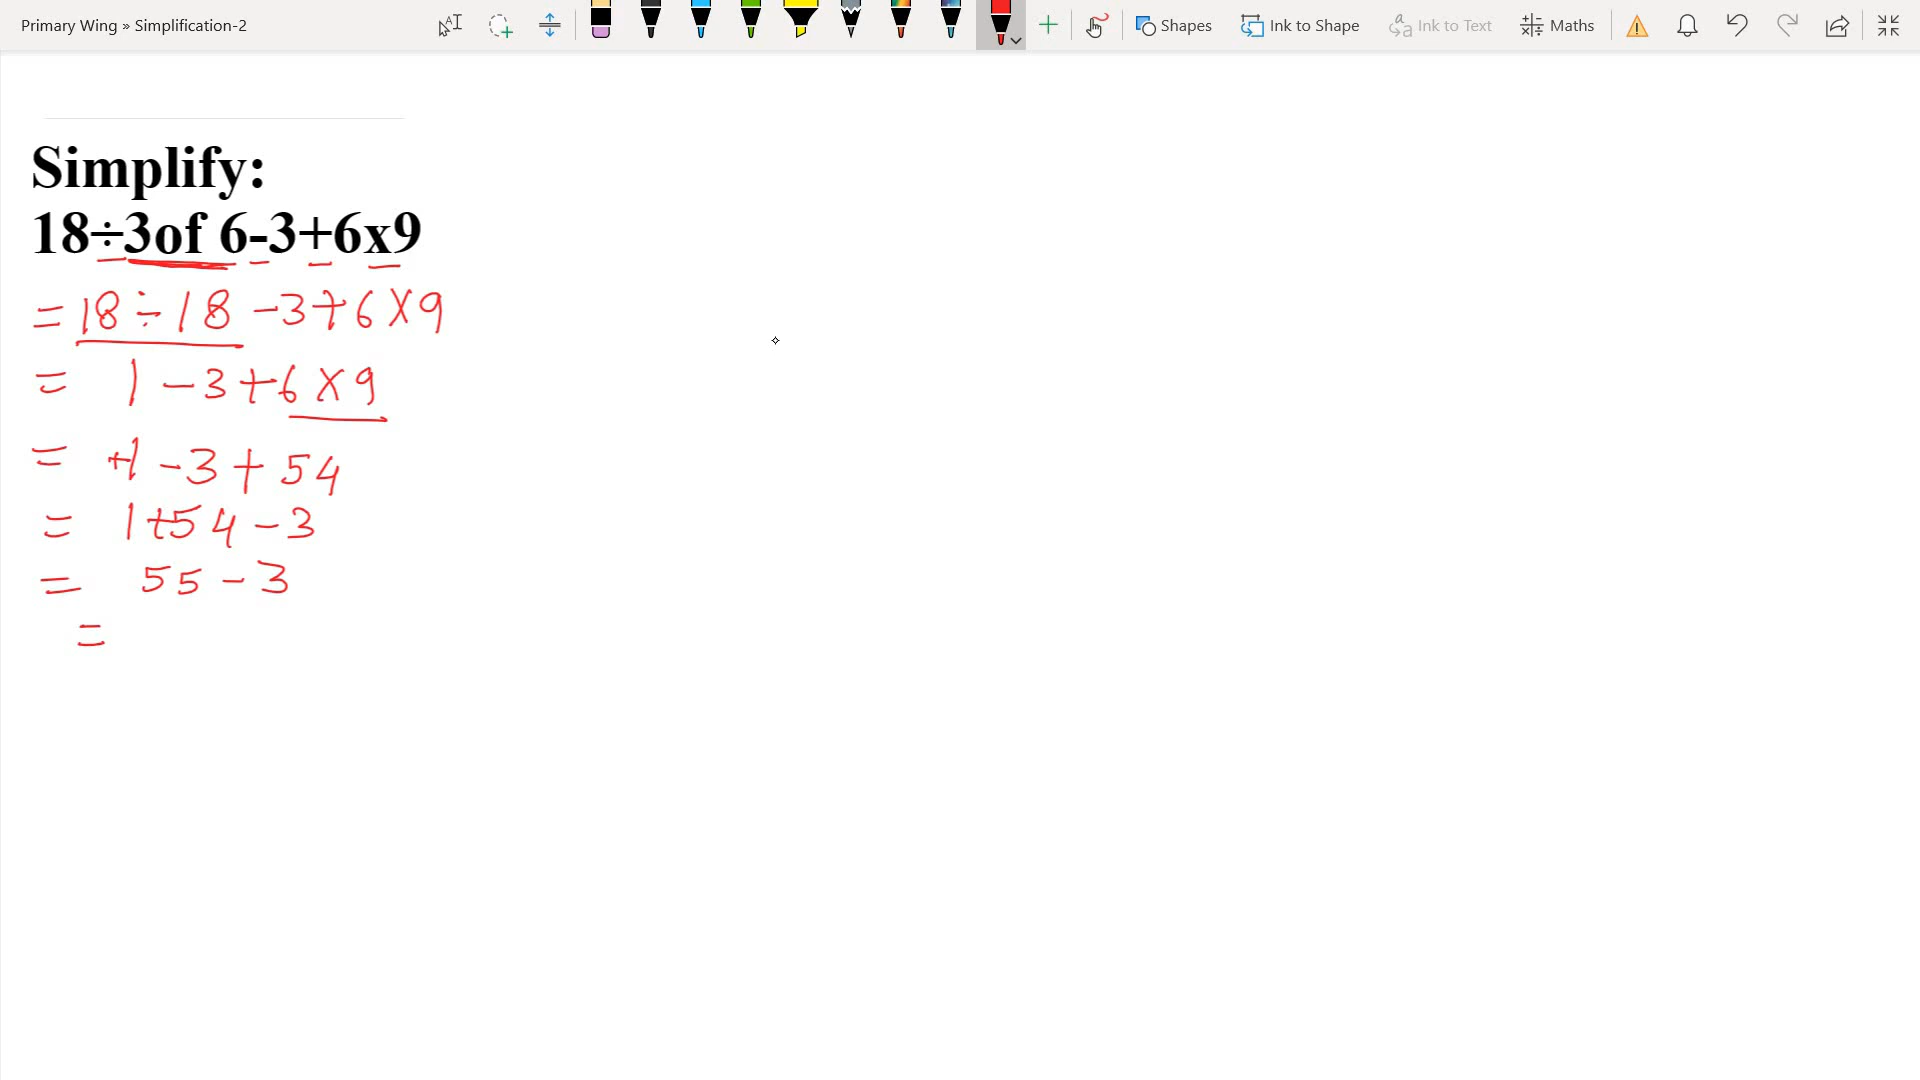 Primary Wing » Simplification-2
Shapes
Ink to Shape
Ink to Text
Maths
Simplify:
18÷3of 6-3+6x9
= 18 ÷ 18 - 3 + 6 × 9
= 1 - 3 + 6 × 9
= +1 - 3 + 54
= 1 + 54 - 3
= 55 - 3
=